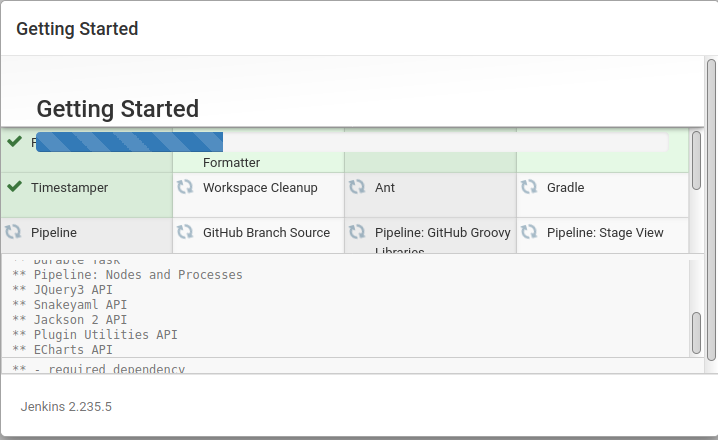 Getting Started
Getting Started
Formatter
Timestamper
Workspace Cleanup
Ant
Gradle
Pipeline
GitHub Branch Source
Pipeline: GitHub Groovy
Libraries
Pipeline: Stage View
** Durable Task
** Pipeline: Nodes and Processes
** JQuery3 API
** Snakeyaml API
** Jackson 2 API
** Plugin Utilities API
** ECharts API
** - required dependency
Jenkins 2.235.5